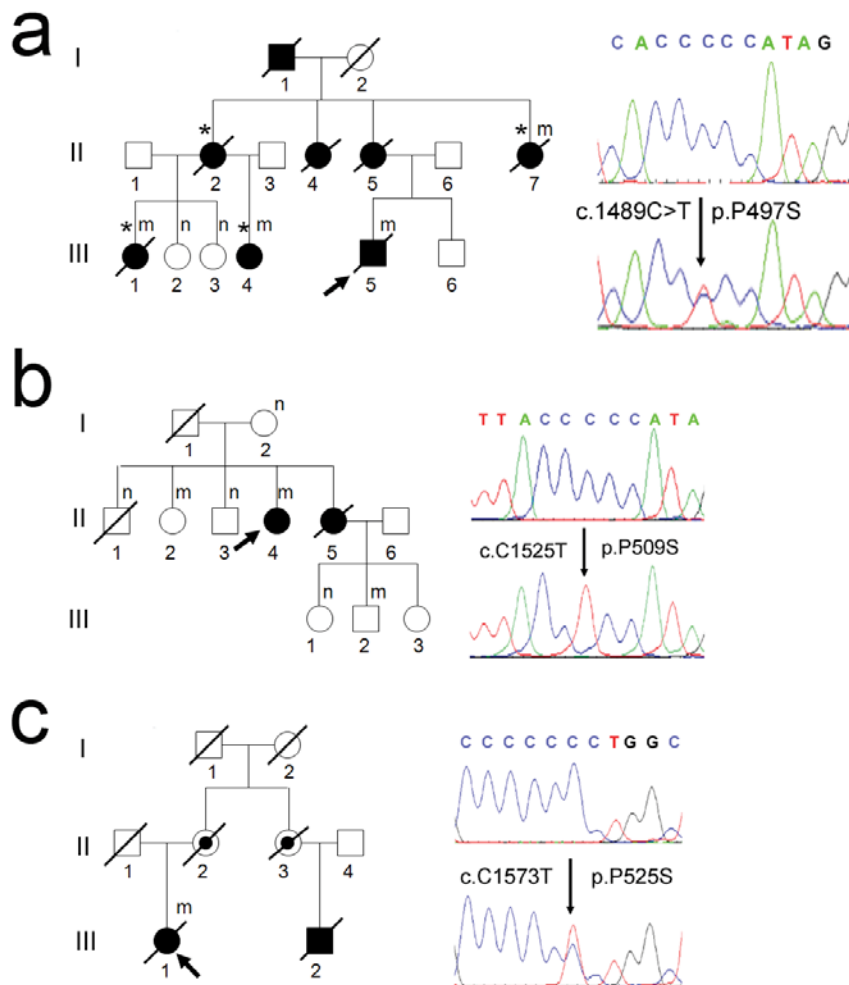 a
I
1 2
C A C C C C C A T A G
* * m
II
1 2 3 4 5 6 7
c.1489C>T p.P497S
* m n n * m m
III
1 2 3 4 5 6
b
I
n
1 2
T T A C C C C C A T A
n m n m
II
1 2 3 4 5 6
c.C1525T p.P509S
n m
III
1 2 3
c
I
1 2
C C C C C C C T G G C
II
1 2 3 4
c.C1573T p.P525S
m
III
1 2